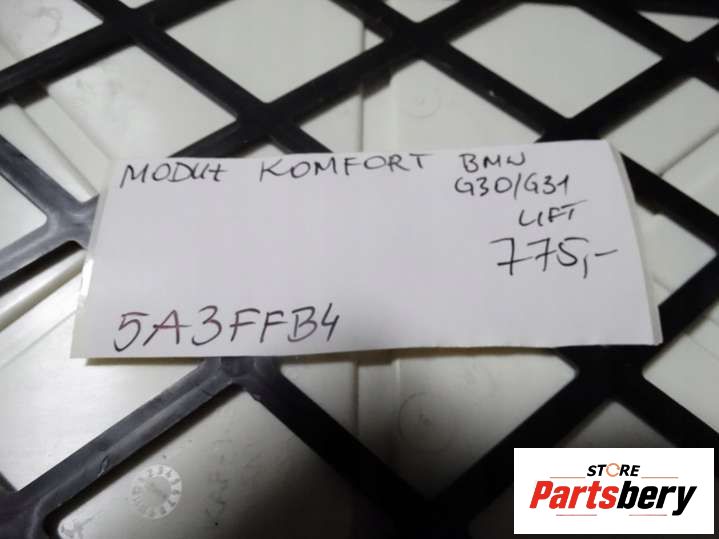 MODUŁ KOMFORT BMW
G30/G31
LIFT
775,-
5A3FFB4
STORE
Partsbery